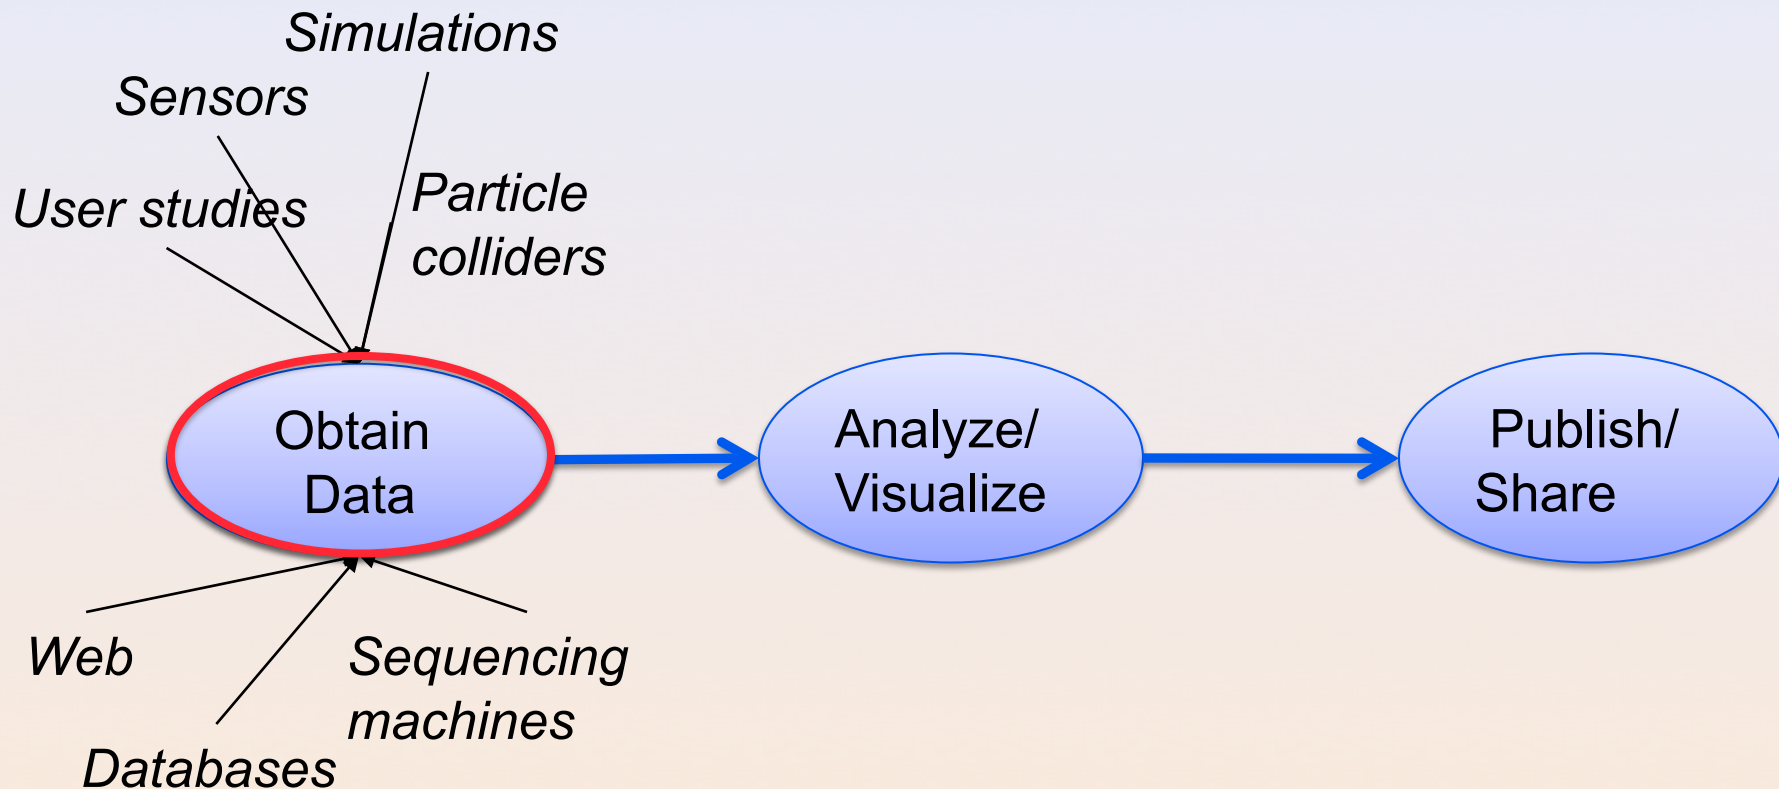 Simulations
Sensors
User studies
Particle
colliders
Obtain
Data
Analyze/
Visualize
Publish/
Share
Web
Sequencing
machines
Databases